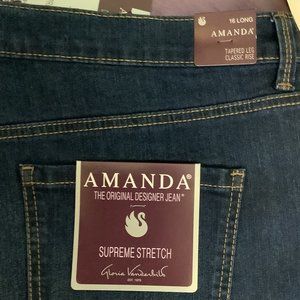 16 LONG
AMANDA®
TAPERED LEG
CLASSIC RISE
AMANDA®
THE ORIGINAL DESIGNER JEAN®
SUPREME STRETCH
Gloria Vanderbilt®
EST. 1976